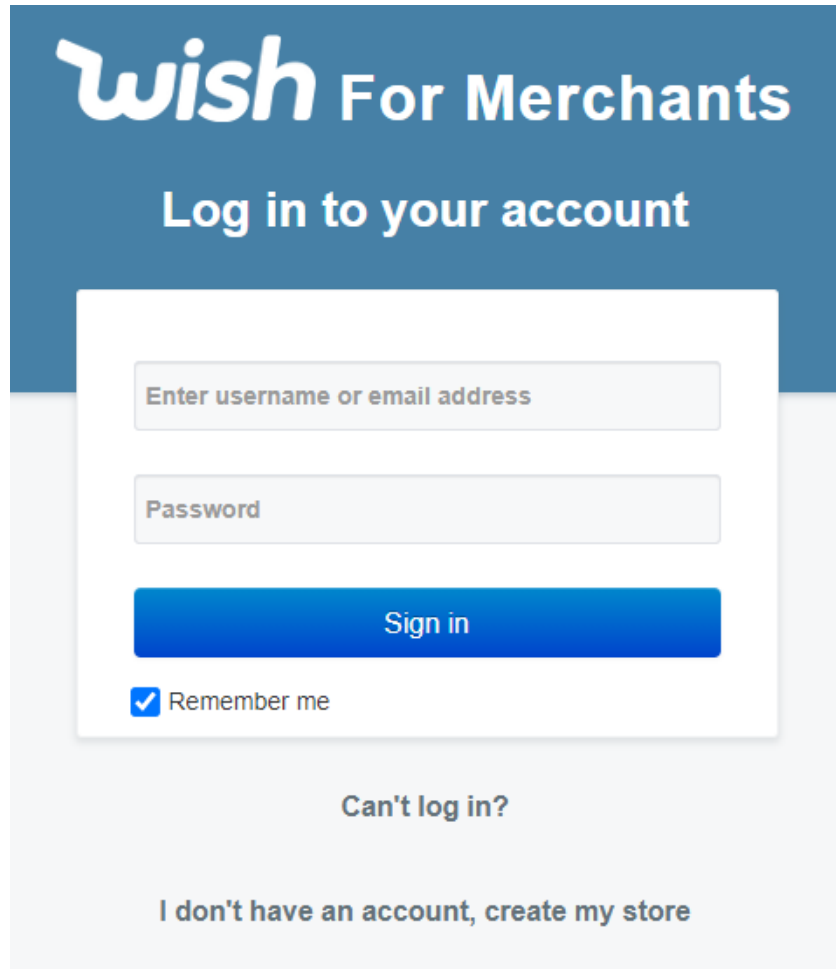 wish For Merchants
Log in to your account
Enter username or email address
Password
Sign in
Remember me
Can't log in?
I don't have an account, create my store